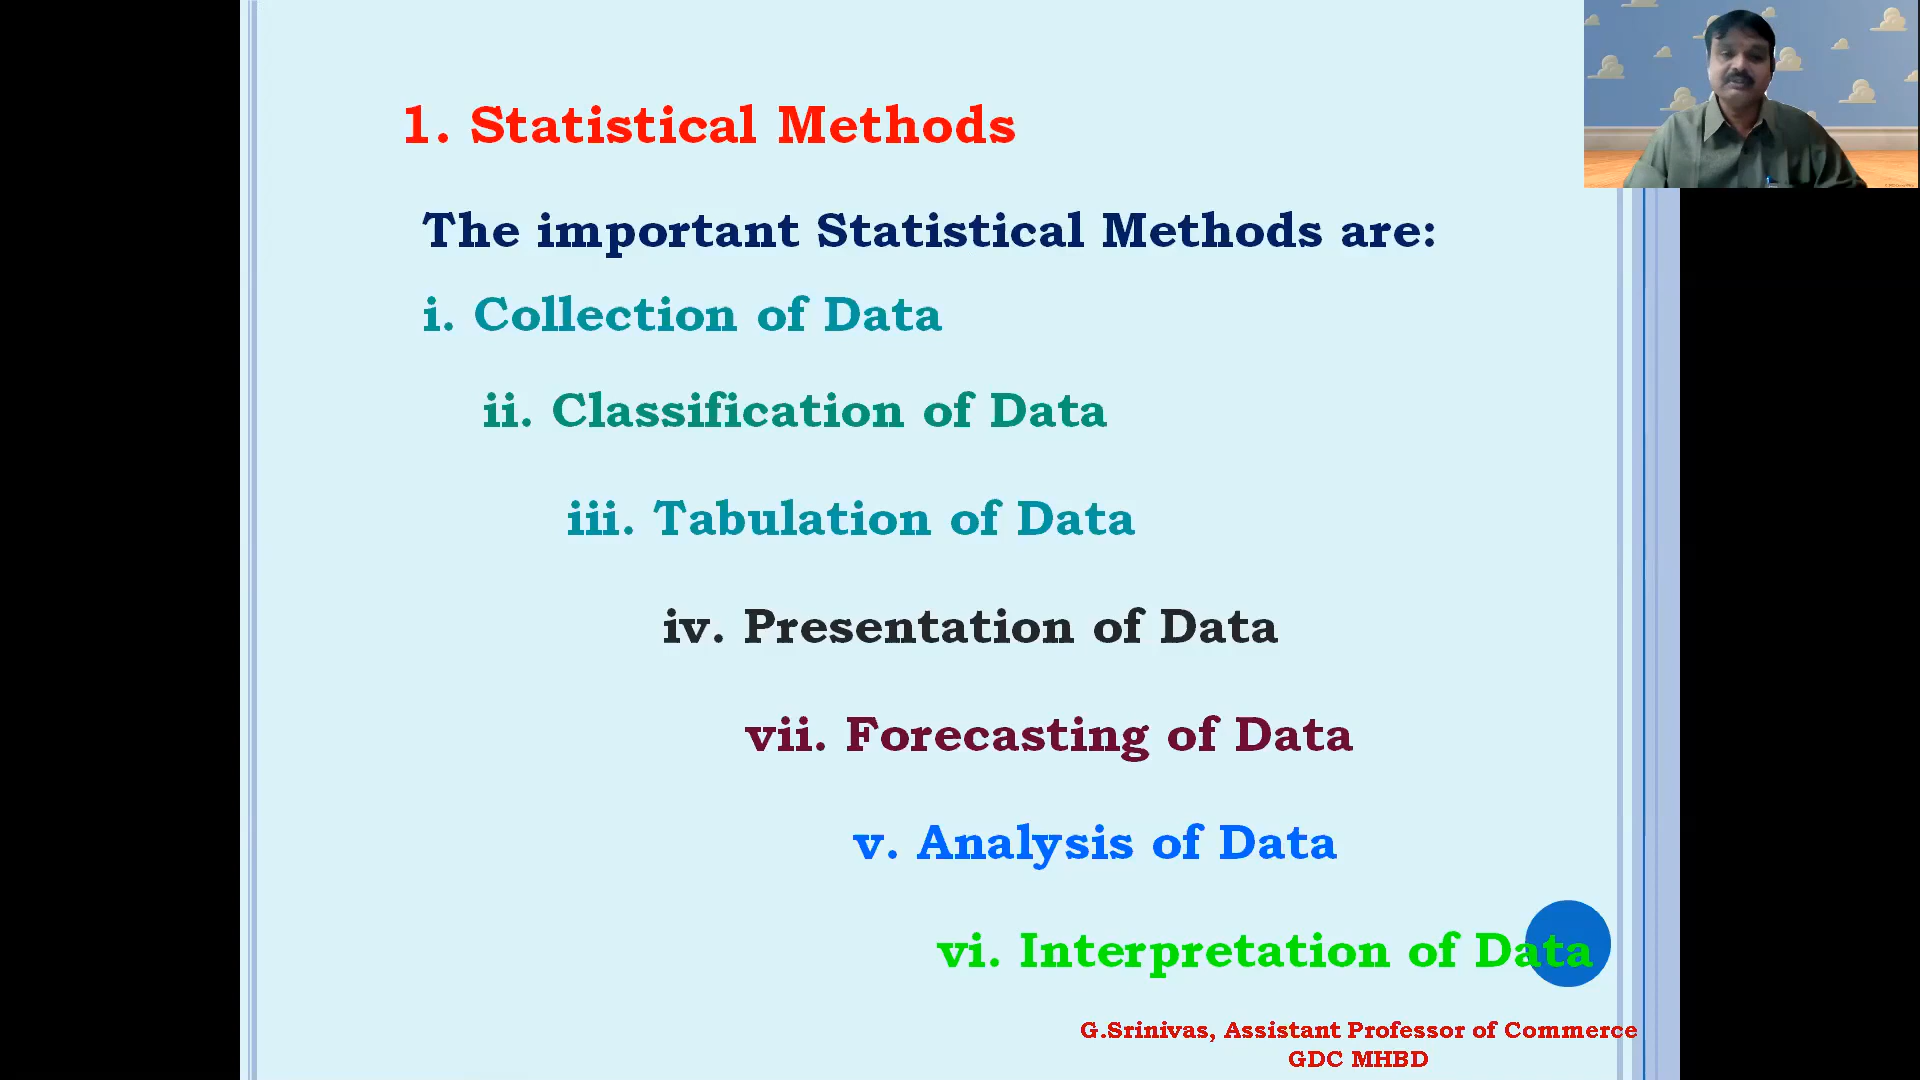 1. Statistical Methods
The important Statistical Methods are:
i. Collection of Data
ii. Classification of Data
iii. Tabulation of Data
iv. Presentation of Data
vii. Forecasting of Data
v. Analysis of Data
vi. Interpretation of Data
G.Srinivas, Assistant Professor of Commerce
GDC MHBD